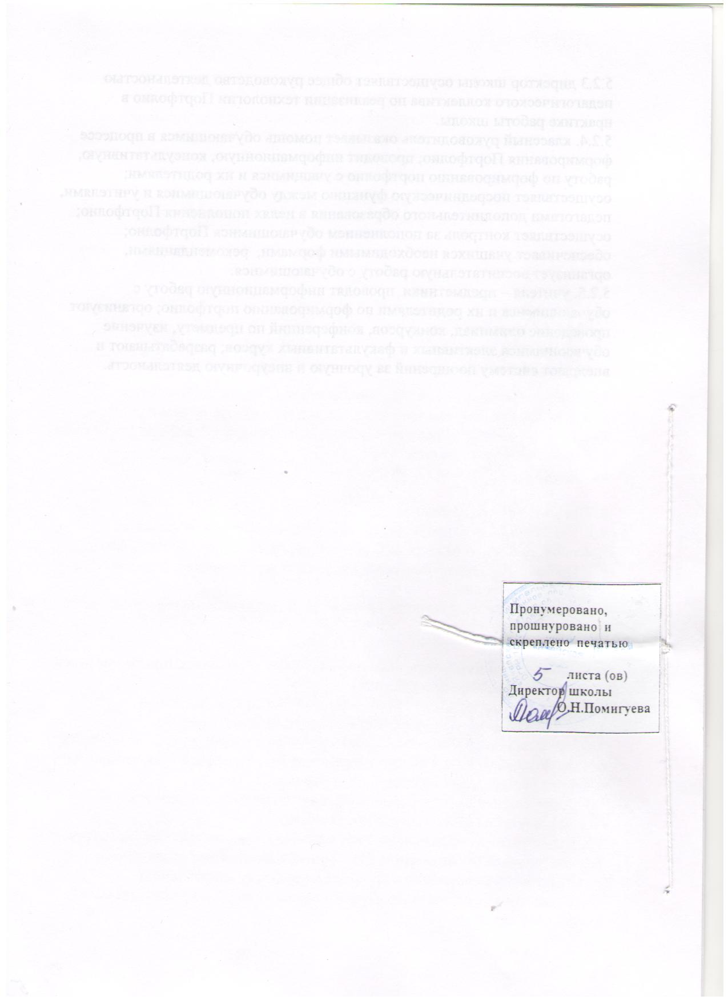 5.2.3 директор школы осуществляет общее руководство деятельностью
педагогического коллектива по реализации технологии Портфолио в
практике работы школы.
5.2.4. классный руководитель оказывает помощь обучающимся в процессе
формирования Портфолио; проводит информационную, консультативную,
работу по формированию портфолио с учащимися и их родителями;
осуществляет посредническую функцию между обучающимися и учителями,
педагогами дополнительного образования в целях пополнения Портфолио;
осуществляет контроль за пополнением обучающимися Портфолио;
обеспечивает учащихся необходимыми формами, рекомендациями,
организует воспитательную работу с обучающимися.
5.2.5. учителя – предметники проводят информационную работу с
обучающимися и их родителями по формированию портфолио; организуют
проведение олимпиад, конкурсов, конференций по предмету, изучение
обучающимися элективных и факультативных курсов; разрабатывают и
внедряют систему поощрений за урочную и внеурочную деятельность.
Пронумеровано,
прошнуровано и
скреплено печатью
5 листа (ов)
Директор школы
О.Н.Помигуева